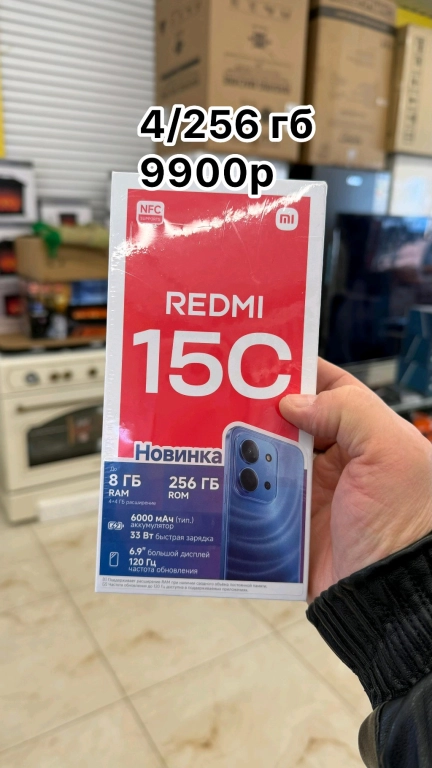 4/256 гб
9900р
NFC
mi
REDMI
15C
Новинка
8 ГБ
RAM
256 ГБ
ROM
6000 мАч (тип.)
аккумулятор
33 Вт быстрая зарядка
6.9" большой дисплей
120 Гц
частота обновления